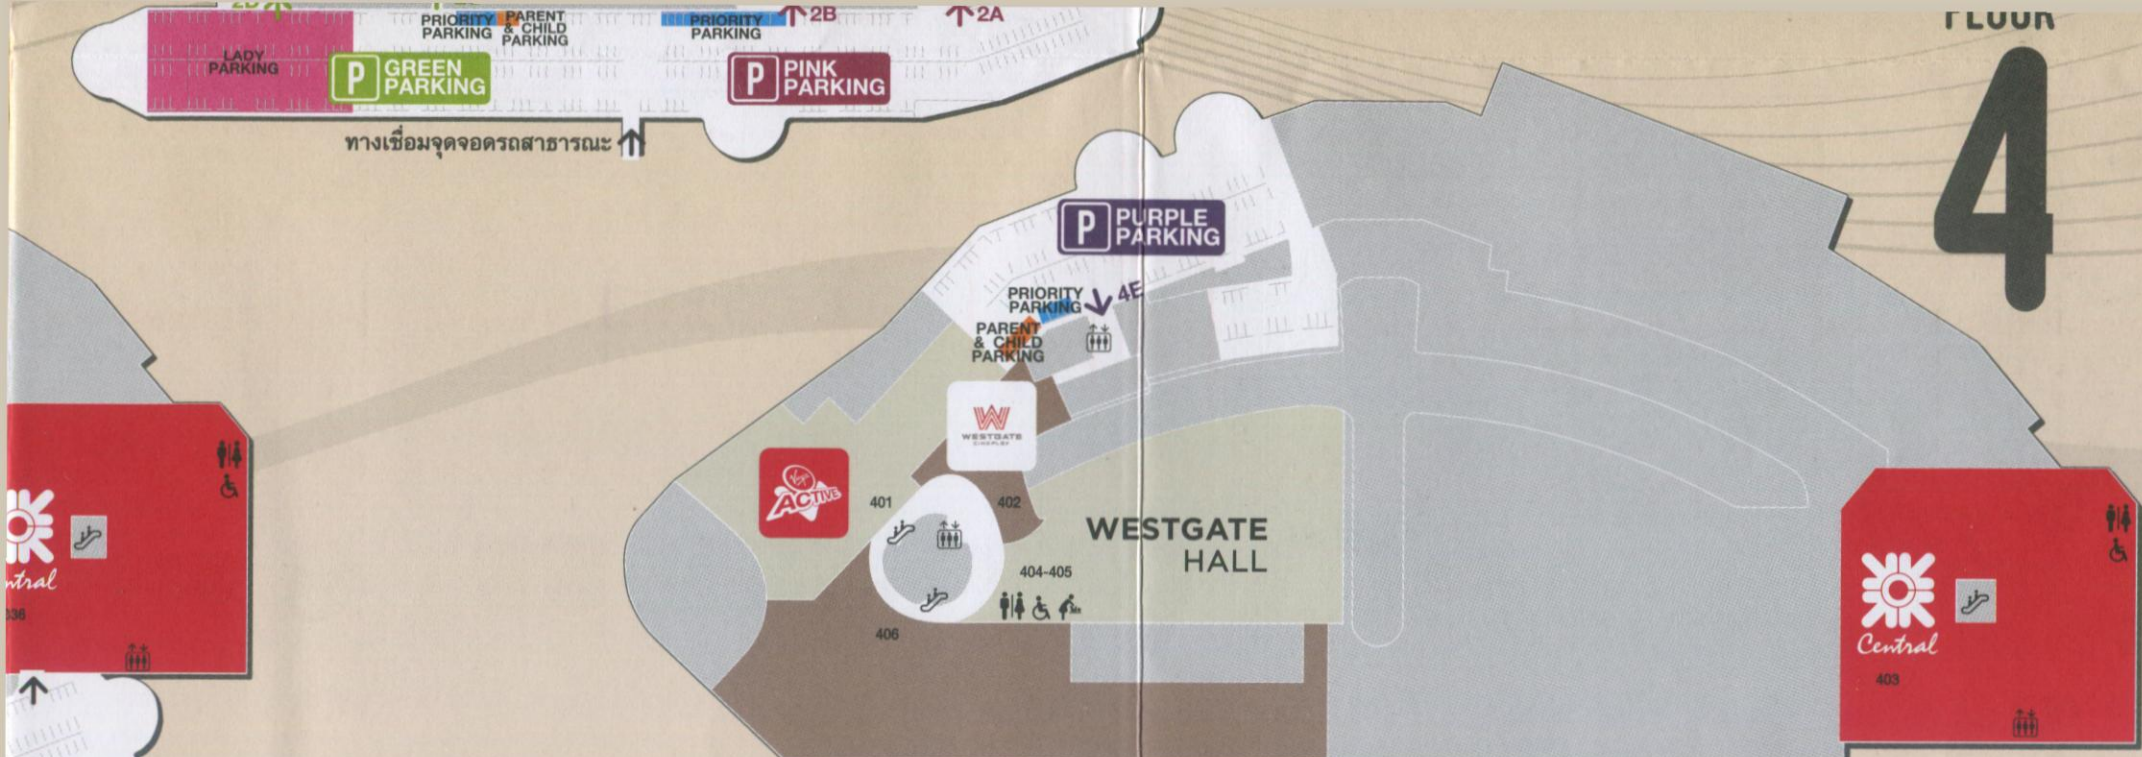 2B
2A
PRIORITY
PARKING
PARENT
& CHILD
PARKING
PRIORITY
PARKING
LADY
PARKING
P GREEN
PARKING
P PINK
PARKING
ทางเชื่อมจุดจอดรถสาธารณะ
FLOOR
4
P PURPLE
PARKING
PRIORITY
PARKING
4E
PARENT
& CHILD
PARKING
WESTGATE
CINEPLEX
Virgin
ACTIVE
401
402
WESTGATE
HALL
404-405
406
Central
403